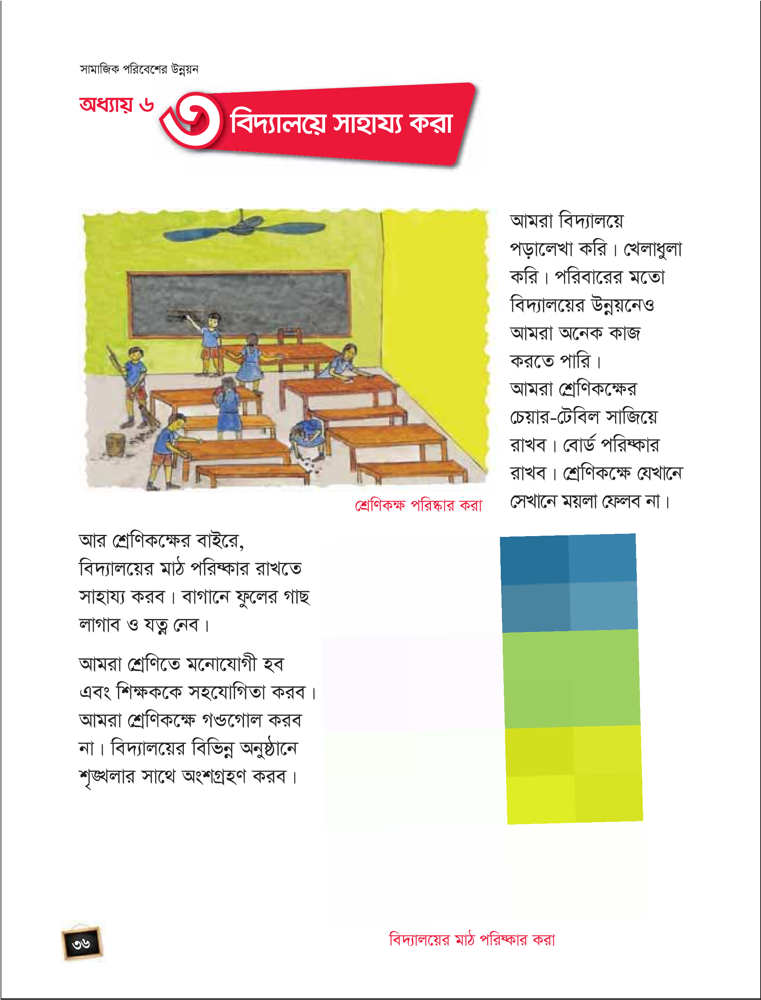 সামাজিক পরিবেশের উন্নয়ন
অধ্যায় ৬
৩ বিদ্যালয়ে সাহায্য করা
আমরা বিদ্যালয়ে
পড়ালেখা করি। খেলাধুলা
করি। পরিবারের মতো
বিদ্যালয়ের উন্নয়নেও
আমরা অনেক কাজ
করতে পারি।
আমরা শ্রেণিকক্ষের
চেয়ার-টেবিল সাজিয়ে
রাখব। বোর্ড পরিষ্কার
রাখব। শ্রেণিকক্ষে যেখানে
সেখানে ময়লা ফেলব না।
শ্রেণিকক্ষ পরিষ্কার করা
আর শ্রেণিকক্ষের বাইরে,
বিদ্যালয়ের মাঠ পরিষ্কার রাখতে
সাহায্য করব। বাগানে ফুলের গাছ
লাগাব ও যত্ন নেব।
আমরা শ্রেণিতে মনোযোগী হব
এবং শিক্ষককে সহযোগিতা করব।
আমরা শ্রেণিকক্ষে গন্ডগোল করব
না। বিদ্যালয়ের বিভিন্ন অনুষ্ঠানে
শৃঙ্খলার সাথে অংশগ্রহণ করব।
বিদ্যালয়ের মাঠ পরিষ্কার করা
৩৬